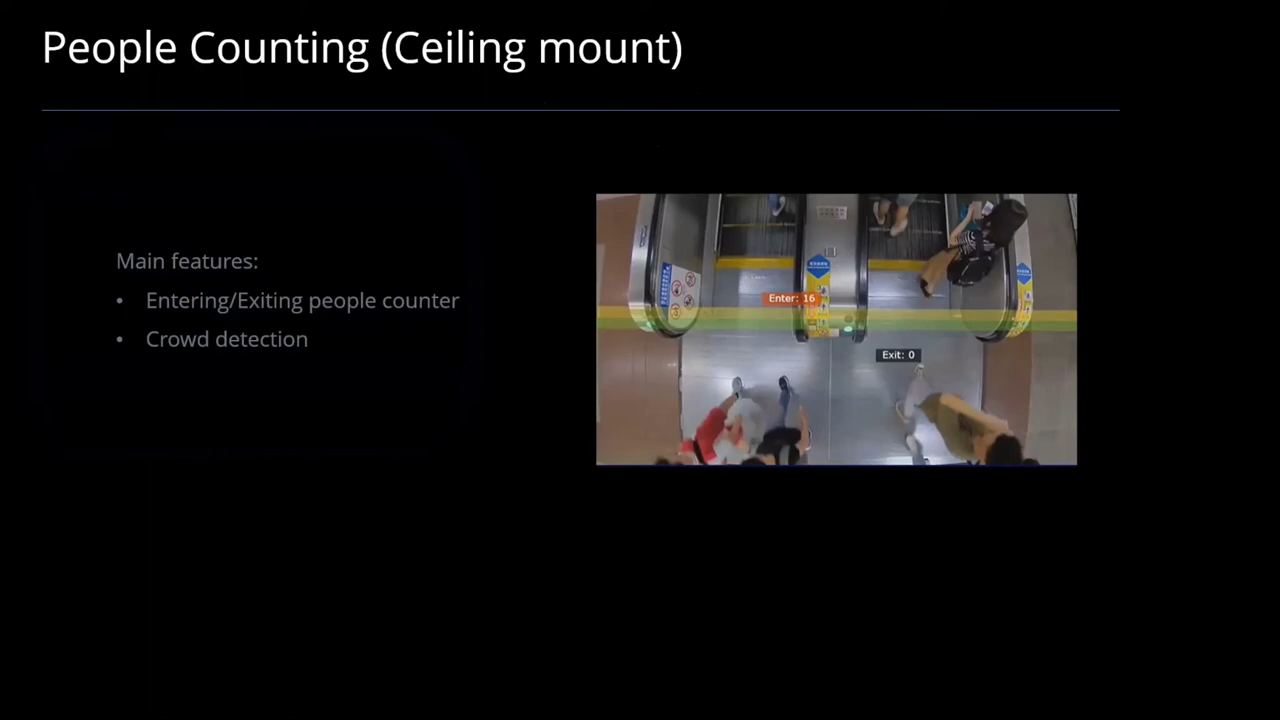 People Counting (Ceiling mount)
Main features:
• Entering/Exiting people counter
• Crowd detection
Enter: 16
Exit: 0